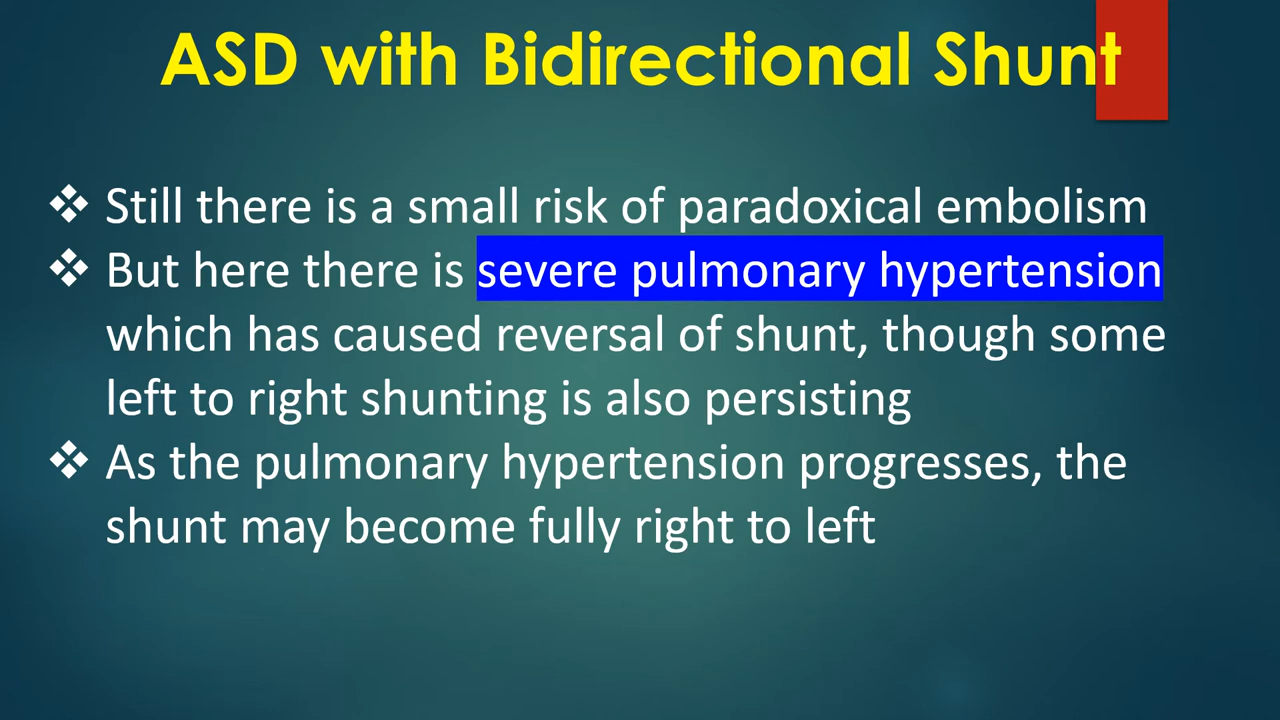 ASD with Bidirectional Shunt
❖ Still there is a small risk of paradoxical embolism
❖ But here there is severe pulmonary hypertension
which has caused reversal of shunt, though some
left to right shunting is also persisting
❖ As the pulmonary hypertension progresses, the
shunt may become fully right to left